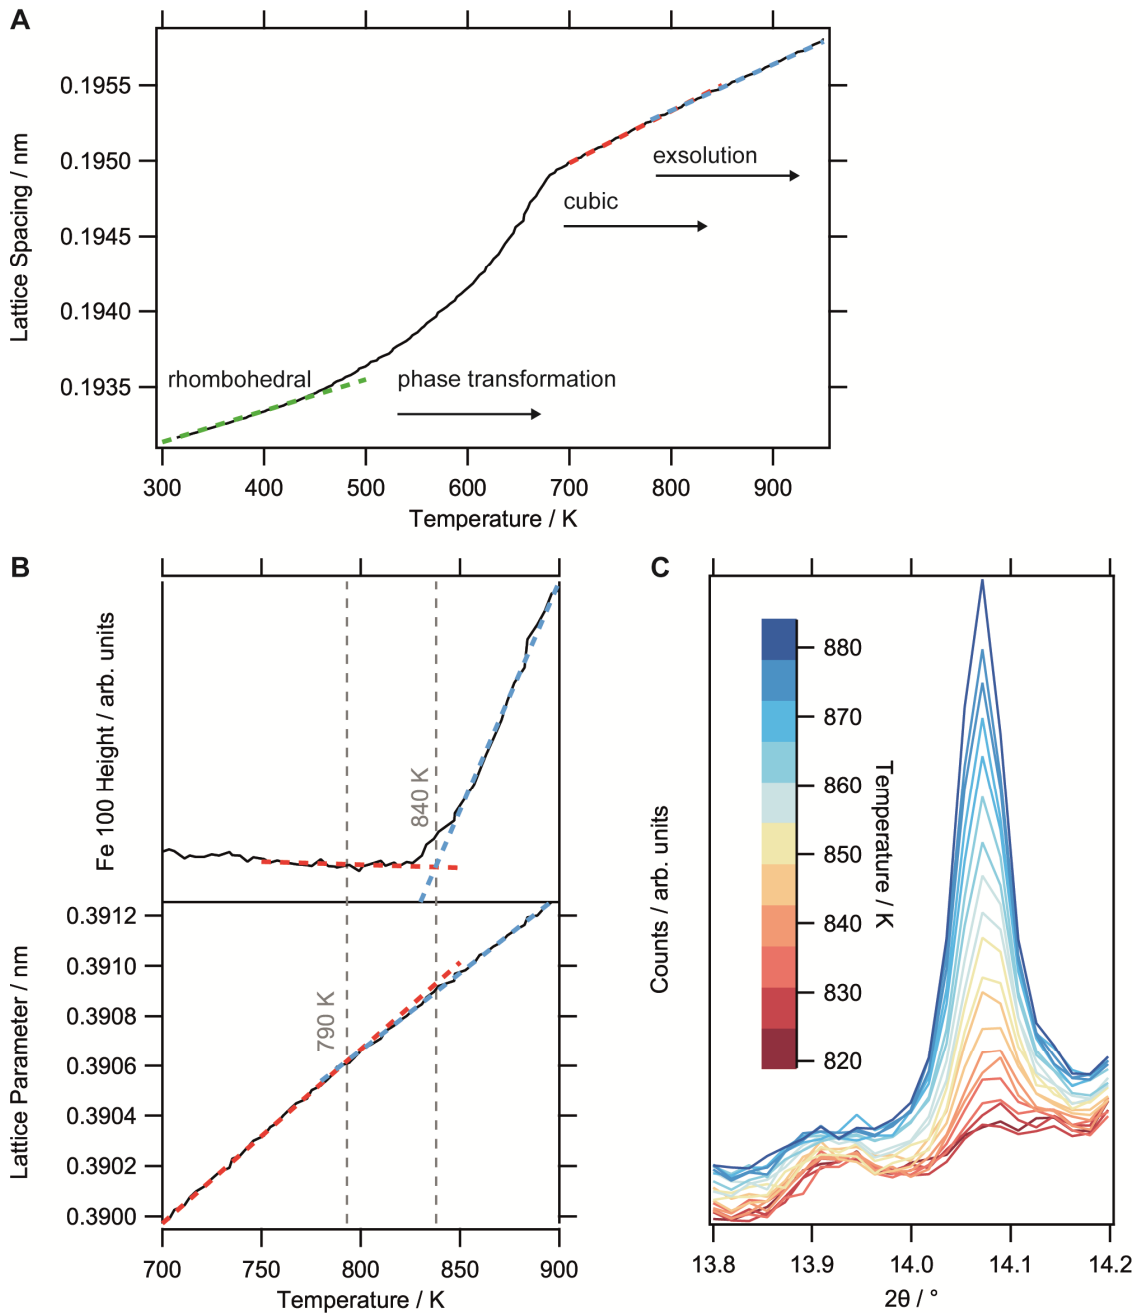 A
Lattice Spacing / nm
0.1955
0.1950
0.1945
0.1940
0.1935
exsolution
cubic
rhombohedral
phase transformation
300 400 500 600 700 800 900
Temperature / K
B
Fe 100 Height / arb. units
840 K
Lattice Parameter / nm
0.3912
0.3910
0.3908
0.3906
0.3904
0.3902
0.3900
790 K
700 750 800 850 900
Temperature / K
C
Counts / arb. units
880
870
860
850
840
830
820
Temperature / K
13.8 13.9 14.0 14.1 14.2
2θ / °